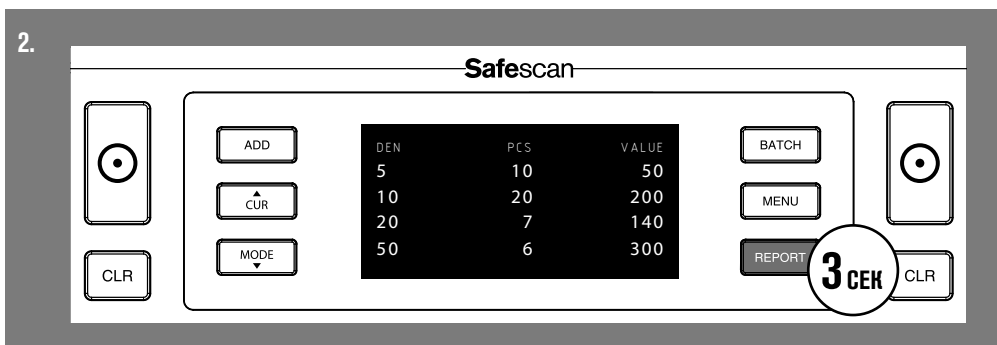 2.
Safescan
ADD
CUR
MODE
DEN PCS VALUE
5 10 50
10 20 200
20 7 140
50 6 300
BATCH
MENU
REPORT
3 СЕК
CLR
CLR